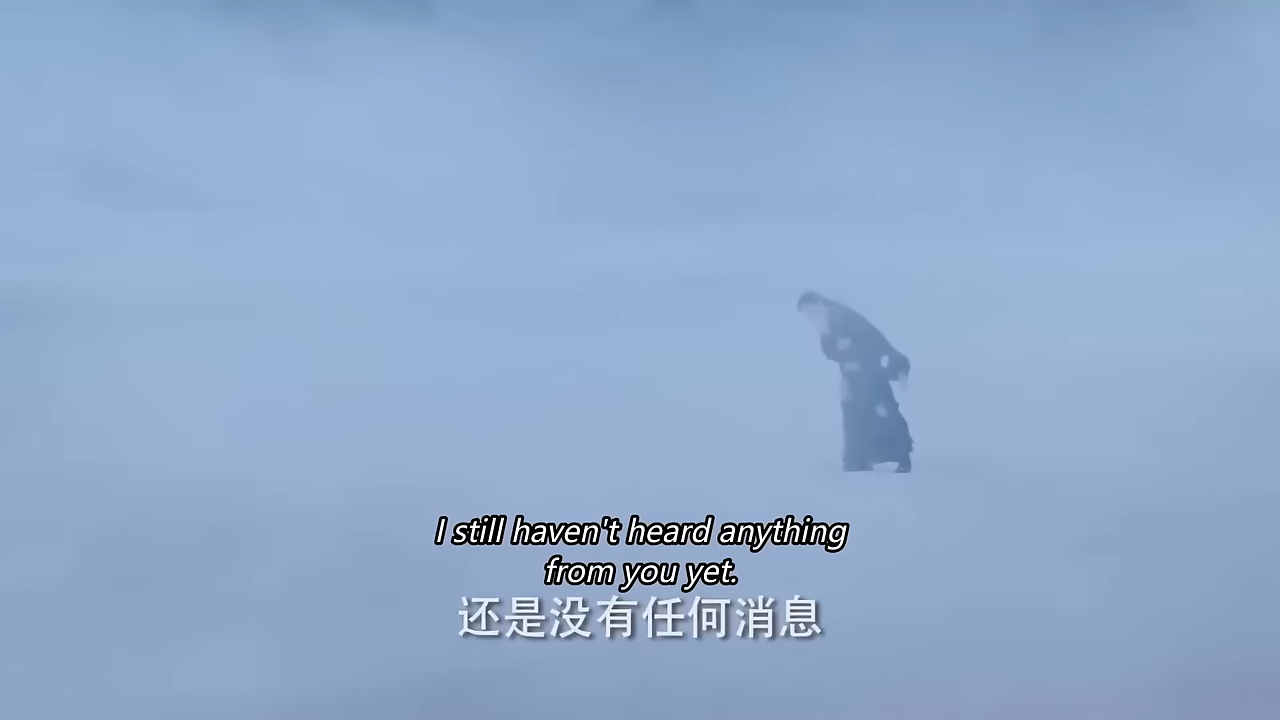 I still haven't heard anything
from you yet.
还是没有任何消息